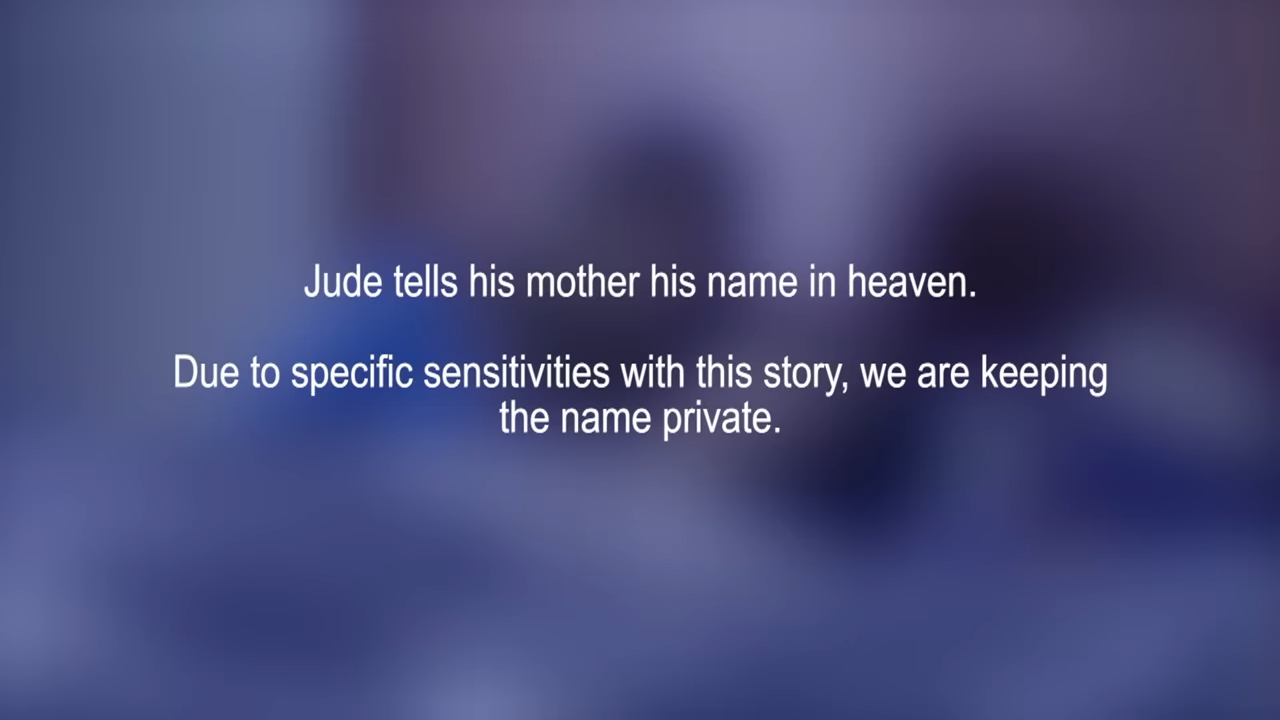 Jude tells his mother his name in heaven.
Due to specific sensitivities with this story, we are keeping
the name private.